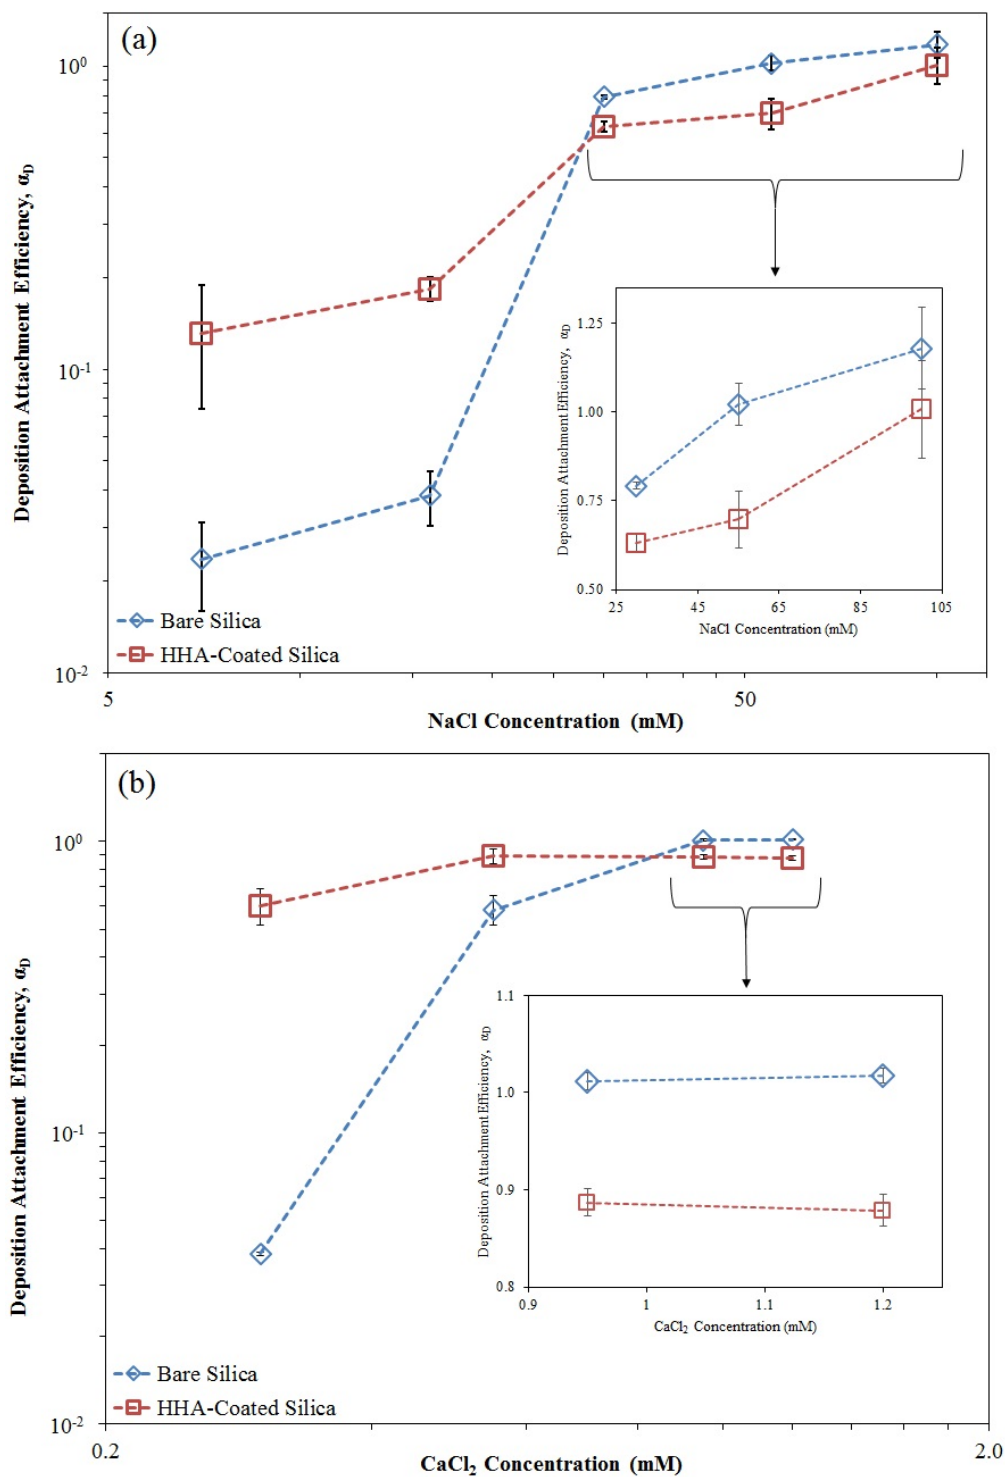 (a)
10⁰
10⁻¹
10⁻²
Deposition Attachment Efficiency, αD
5
50
NaCl Concentration (mM)
Bare Silica
HHA-Coated Silica
1.25
1.00
0.75
0.50
Deposition Attachment Efficiency, αD
25
45
65
85
105
NaCl Concentration (mM)
(b)
10⁰
10⁻¹
10⁻²
Deposition Attachment Efficiency, αD
0.2
2.0
CaCl₂ Concentration (mM)
Bare Silica
HHA-Coated Silica
1.1
1.0
0.9
0.8
Deposition Attachment Efficiency, αD
0.9
1
1.1
1.2
CaCl₂ Concentration (mM)